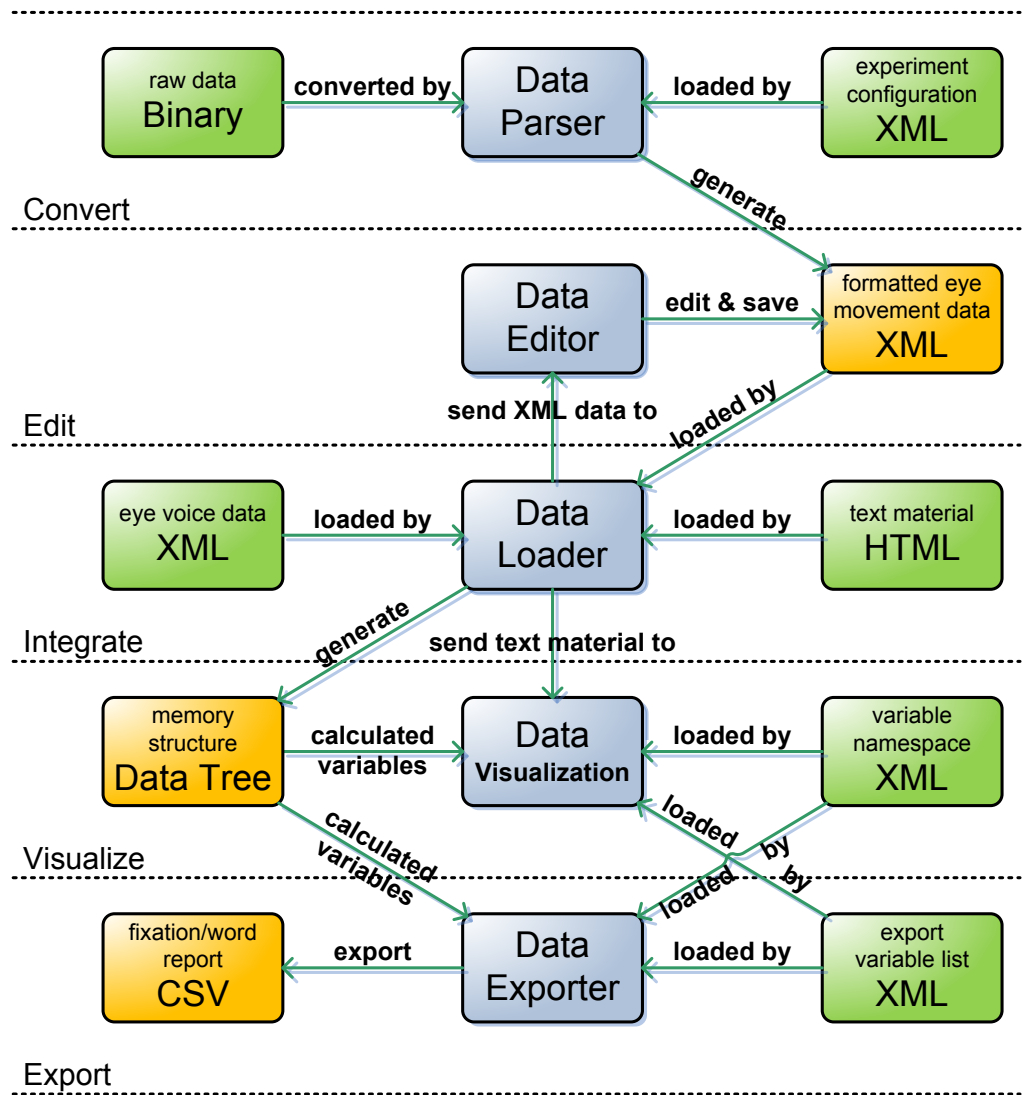 raw data
Binary
converted by
Data
Parser
loaded by
experiment
configuration
XML
generate
Convert
Data
Editor
edit & save
formatted eye
movement data
XML
send XML data to
loaded by
Edit
eye voice data
XML
loaded by
Data
Loader
loaded by
text material
HTML
generate
send text material to
Integrate
memory
structure
Data Tree
calculated
variables
Data
Visualization
loaded by
variable
namespace
XML
calculated
variables
loaded by
loaded by
Visualize
fixation/word
report
CSV
export
Data
Exporter
loaded by
export
variable list
XML
Export